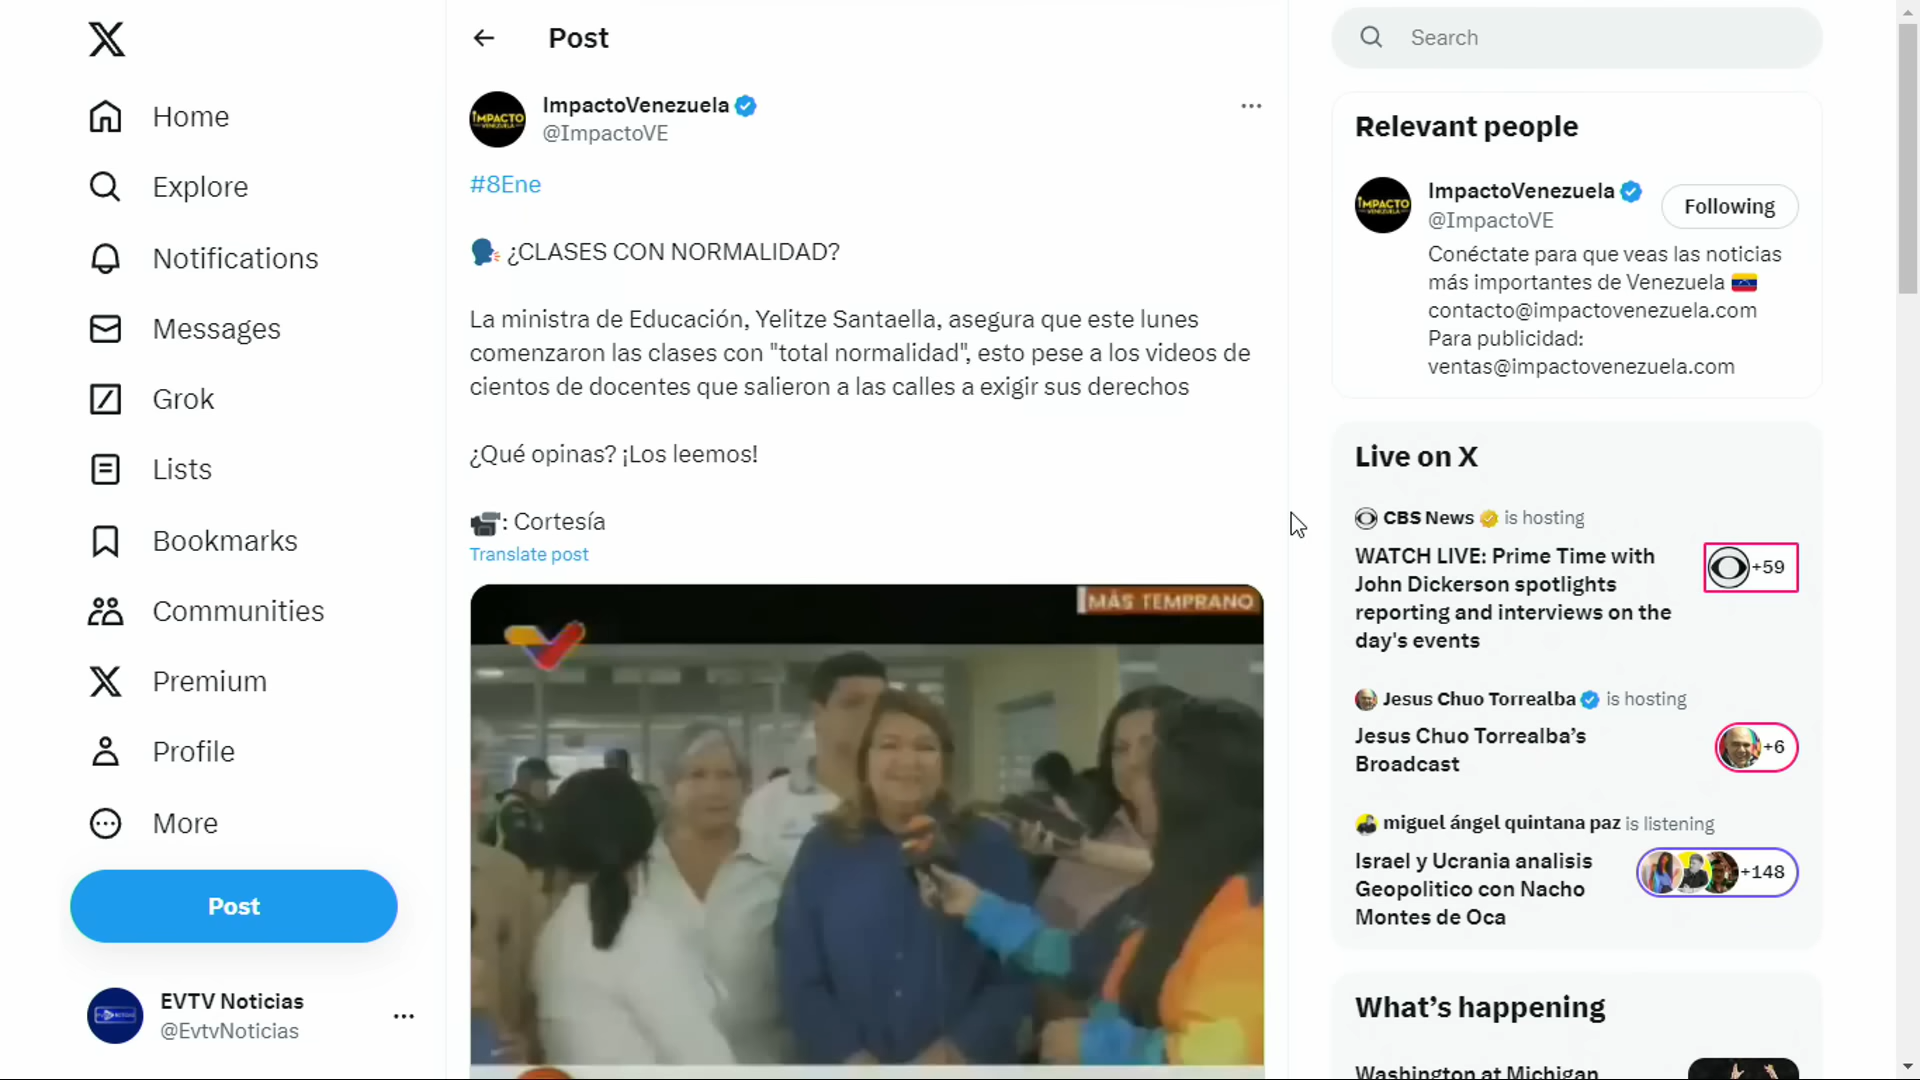 Home
Explore
Notifications
Messages
Grok
Lists
Bookmarks
Communities
Premium
Profile
More
Post
EVTV Noticias
@EvtvNoticias
Post
ImpactoVenezuela
@ImpactoVE
#8Ene
¿CLASES CON NORMALIDAD?
La ministra de Educación, Yelitze Santaella, asegura que este lunes
comenzaron las clases con "total normalidad", esto pese a los videos de
cientos de docentes que salieron a las calles a exigir sus derechos
¿Qué opinas? ¡Los leemos!
: Cortesía
Translate post
MÁS TEMPRANO
Search
Relevant people
IMPACTO
VENEZUELA
ImpactoVenezuela
@ImpactoVE
Following
Conéctate para que veas las noticias
más importantes de Venezuela
contacto@impactovenezuela.com
Para publicidad:
ventas@impactovenezuela.com
Live on X
CBS News is hosting
WATCH LIVE: Prime Time with
John Dickerson spotlights
reporting and interviews on the
day's events
+59
Jesus Chuo Torrealba is hosting
Jesus Chuo Torrealba’s
Broadcast
+6
miguel ángel quintana paz is listening
Israel y Ucrania analisis
Geopolitico con Nacho
Montes de Oca
+148
What’s happening
Washington at Michigan